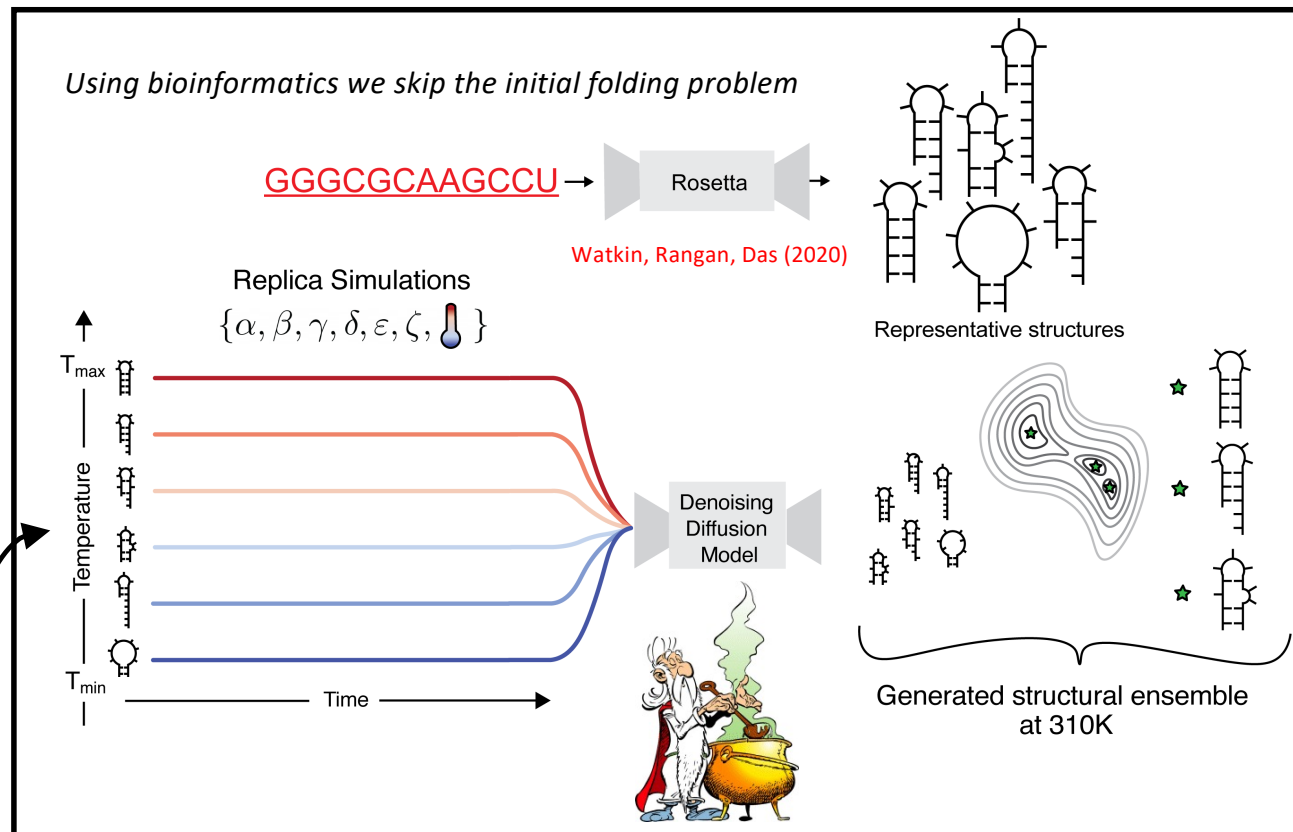 Using bioinformatics we skip the initial folding problem
GGGCGCAAGCCU
Rosetta
Watkin, Rangan, Das (2020)
Representative structures
Replica Simulations
{α, β, γ, δ, ε, ζ, }
Tmax
Temperature
Tmin
Time
Denoising
Diffusion
Model
Generated structural ensemble
at 310K